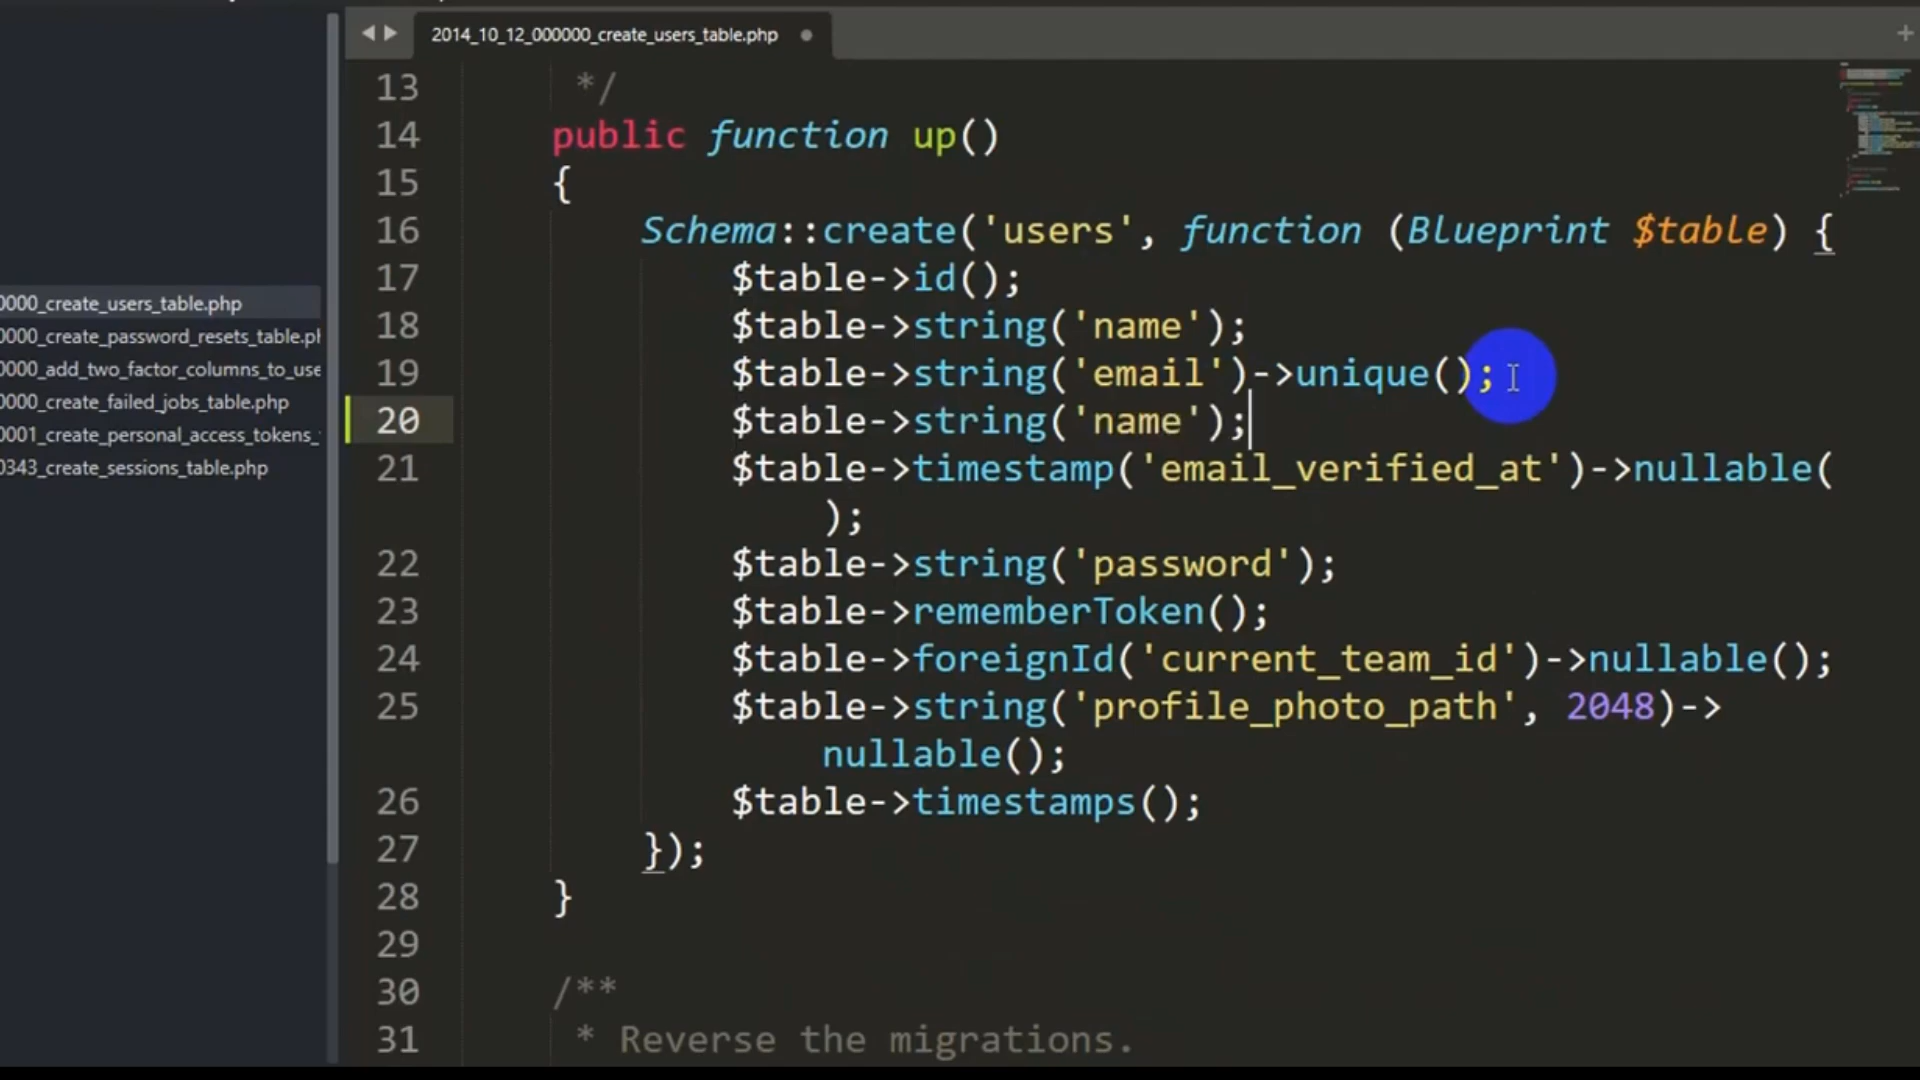 2014_10_12_000000_create_users_table.php
0000_create_users_table.php
0000_create_password_resets_table.ph
0000_add_two_factor_columns_to_use
0000_create_failed_jobs_table.php
0001_create_personal_access_tokens_
0343_create_sessions_table.php
13 */
14 public function up()
15 {
16 Schema::create('users', function (Blueprint $table) {
17 $table->id();
18 $table->string('name');
19 $table->string('email')->unique();
20 $table->string('name');
21 $table->timestamp('email_verified_at')->nullable(
);
22 $table->string('password');
23 $table->rememberToken();
24 $table->foreignId('current_team_id')->nullable();
25 $table->string('profile_photo_path', 2048)->
nullable();
26 $table->timestamps();
27 });
28 }
29
30 /**
31 * Reverse the migrations.